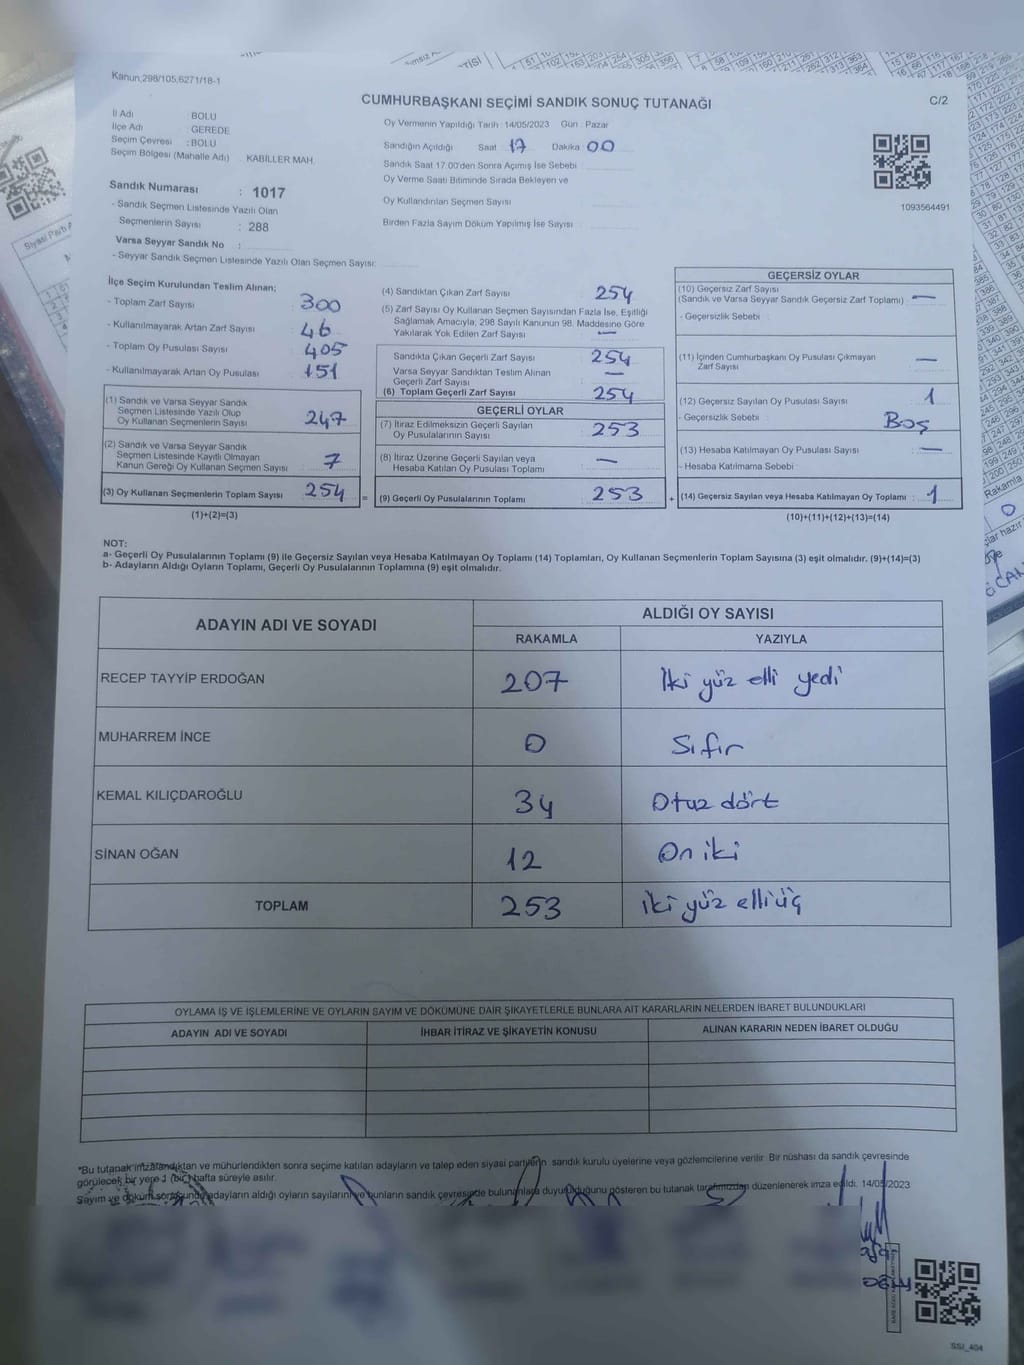 Kanun,298/105,6271/18-1
CUMHURBAŞKANI SEÇİMİ SANDIK SONUÇ TUTANAĞI
C/2
İl Adı : BOLU
İlçe Adı : GEREDE
Seçim Çevresi : BOLU
Seçim Bölgesi (Mahalle Adı) : KABİLLER MAH.
Sandık Numarası : 1017
- Sandık Seçmen Listesinde Yazılı Olan
Seçmenlerin Sayısı : 288
Varsa Seyyar Sandık No :
- Seyyar Sandık Seçmen Listesinde Yazılı Olan Seçmen Sayısı:
Oy Vermenin Yapıldığı Tarih : 14/05/2023 Gün : Pazar
Sandığın Açıldığı Saat : 17 Dakika : 00
Sandık Saat 17.00'den Sonra Açımış İse Sebebi :
Oy Verme Saati Bitiminde Sırada Bekleyen ve
Oy Kullandırılan Seçmen Sayısı :
Birden Fazla Sayım Döküm Yapılmış İse Sayısı :
1093564491
İlçe Seçim Kurulundan Teslim Alınan;
- Toplam Zarf Sayısı : 300
- Kullanılmayarak Artan Zarf Sayısı : 46
- Toplam Oy Pusulası Sayısı : 405
- Kullanılmayarak Artan Oy Pusulası : 151
(1) Sandık ve Varsa Seyyar Sandık
Seçmen Listesinde Yazılı Olup
Oy Kullanan Seçmenlerin Sayısı : 247
(2) Sandık ve Varsa Seyyar Sandık
Seçmen Listesinde Kayıtlı Olmayan
Kanun Gereği Oy Kullanan Seçmen Sayısı : 7
(3) Oy Kullanan Seçmenlerin Toplam Sayısı : 254
(1)+(2)=(3)
(4) Sandıktan Çıkan Zarf Sayısı : 254
(5) Zarf Sayısı Oy Kullanan Seçmen Sayısından Fazla İse, Eşitliği
Sağlamak Amacıyla, 298 Sayılı Kanunun 98. Maddesine Göre
Yakılarak Yok Edilen Zarf Sayısı : —
Sandıkta Çıkan Geçerli Zarf Sayısı : 254
Varsa Seyyar Sandıktan Teslim Alınan
Geçerli Zarf Sayısı : —
(6) Toplam Geçerli Zarf Sayısı : 254
GEÇERLİ OYLAR
(7) İtiraz Edilmeksizin Geçerli Sayılan
Oy Pusulalarının Sayısı : 253
(8) İtiraz Üzerine Geçerli Sayılan veya
Hesaba Katılan Oy Pusulası Toplamı : —
= (9) Geçerli Oy Pusulalarının Toplamı : 253
GEÇERSİZ OYLAR
(10) Geçersiz Zarf Sayısı
(Sandık ve Varsa Seyyar Sandık Geçersiz Zarf Toplamı) : —
- Geçersizlik Sebebi :
(11) İçinden Cumhurbaşkanı Oy Pusulası Çıkmayan
Zarf Sayısı : —
(12) Geçersiz Sayılan Oy Pusulası Sayısı : 1
- Geçersizlik Sebebi : Boş
(13) Hesaba Katılmayan Oy Pusulası Sayısı : —
- Hesaba Katılmama Sebebi :
+ (14) Geçersiz Sayılan veya Hesaba Katılmayan Oy Toplamı : 1
(10)+(11)+(12)+(13)=(14)
NOT:
a- Geçerli Oy Pusulalarının Toplamı (9) ile Geçersiz Sayılan veya Hesaba Katılmayan Oy Toplamı (14) Toplamları, Oy Kullanan Seçmenlerin Toplam Sayısına (3) eşit olmalıdır. (9)+(14)=(3)
b- Adayların Aldığı Oyların Toplamı, Geçerli Oy Pusulalarının Toplamına (9) eşit olmalıdır.
ADAYIN ADI VE SOYADI
ALDIĞI OY SAYISI
RAKAMLA YAZIYLA
RECEP TAYYİP ERDOĞAN 207 İki yüz elli yedi
MUHARREM İNCE 0 Sıfır
KEMAL KILIÇDAROĞLU 34 Otuz dört
SİNAN OĞAN 12 On iki
TOPLAM 253 iki yüz elli üç
OYLAMA İŞ VE İŞLEMLERİNE VE OYLARIN SAYIM VE DÖKÜMÜNE DAİR ŞİKAYETLERLE BUNLARA AİT KARARLARIN NELERDEN İBARET BULUNDUKLARI
ADAYIN ADI VE SOYADI İHBAR İTİRAZ VE ŞİKAYETİN KONUSU ALINAN KARARIN NEDEN İBARET OLDUĞU
*Bu tutanak imzalandıktan ve mühürlendikten sonra seçime katılan adayların ve talep eden siyasi partilerin sandık kurulu üyelerine veya gözlemcilerine verilir. Bir nüshası da sandık çevresinde
görülecek bir yere 1 (bir) hafta süreyle asılır.
Sayım ve döküm sonucunda adayların aldığı oyların sayılarını ve bunların sandık çevresinde bulunanlara duyurulduğunu gösteren bu tutanak tarafımızdan düzenlenerek imza edildi. 14/05/2023
SSI_404